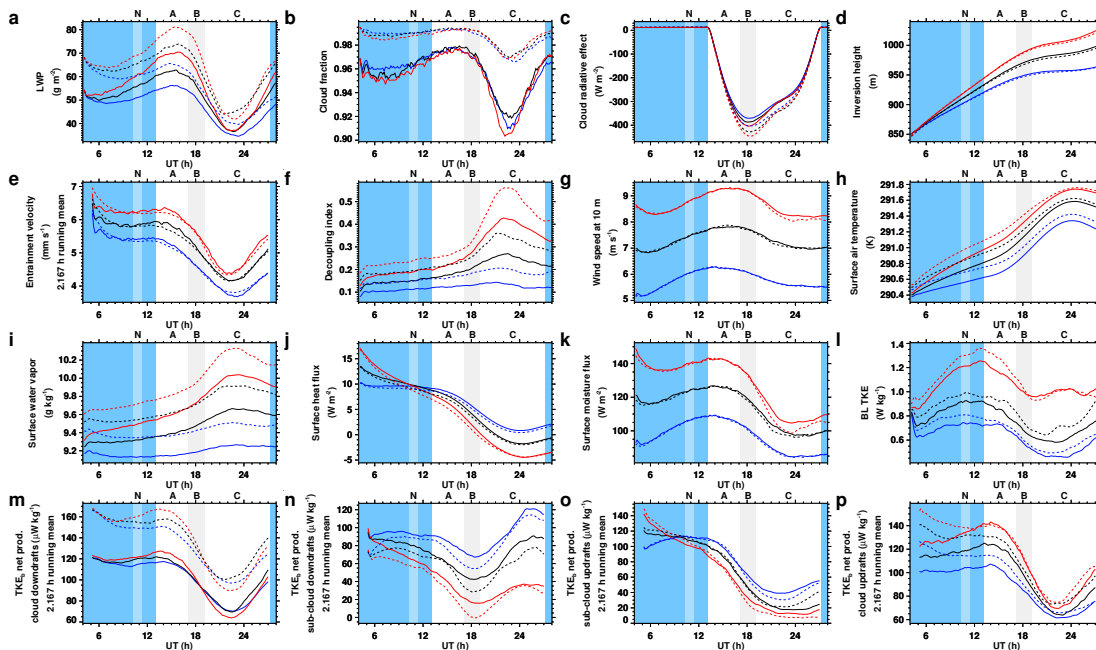 a
N A B C
LWP
(g m⁻²)
80
70
60
50
40
6 12 18 24
UT (h)
b
N A B C
Cloud fraction
0.98
0.96
0.94
0.92
0.90
6 12 18 24
UT (h)
c
N A B C
Cloud radiative effect
(W m⁻²)
0
-100
-200
-300
-400
6 12 18 24
UT (h)
d
N A B C
Inversion height
(m)
1000
950
900
850
6 12 18 24
UT (h)
e
N A B C
Entrainment velocity
(mm s⁻¹)
2.167 h running mean
7
6
5
4
6 12 18 24
UT (h)
f
N A B C
Decoupling index
0.5
0.4
0.3
0.2
0.1
6 12 18 24
UT (h)
g
N A B C
Wind speed at 10 m
(m s⁻¹)
9
8
7
6
5
6 12 18 24
UT (h)
h
N A B C
Surface air temperature
(K)
291.8
291.6
291.4
291.2
291.0
290.8
290.6
290.4
6 12 18 24
UT (h)
i
N A B C
Surface water vapor
(g kg⁻¹)
10.2
10.0
9.8
9.6
9.4
9.2
6 12 18 24
UT (h)
j
N A B C
Surface heat flux
(W m⁻²)
15
10
5
0
-5
6 12 18 24
UT (h)
k
N A B C
Surface moisture flux
(W m⁻²)
140
120
100
6 12 18 24
UT (h)
l
N A B C
BL TKE
(W kg⁻¹)
1.4
1.2
1.0
0.8
0.6
6 12 18 24
UT (h)
m
N A B C
TKEb net prod.
cloud downdrafts (μW kg⁻¹)
2.167 h running mean
160
140
120
100
80
60
6 12 18 24
UT (h)
n
N A B C
TKEb net prod.
sub-cloud downdrafts (μW kg⁻¹)
2.167 h running mean
120
100
80
60
40
20
0
6 12 18 24
UT (h)
o
N A B C
TKEb net prod.
sub-cloud updrafts (μW kg⁻¹)
2.167 h running mean
140
120
100
80
60
40
20
0
6 12 18 24
UT (h)
p
N A B C
TKEb net prod.
cloud updrafts (μW kg⁻¹)
2.167 h running mean
140
120
100
80
60
6 12 18 24
UT (h)